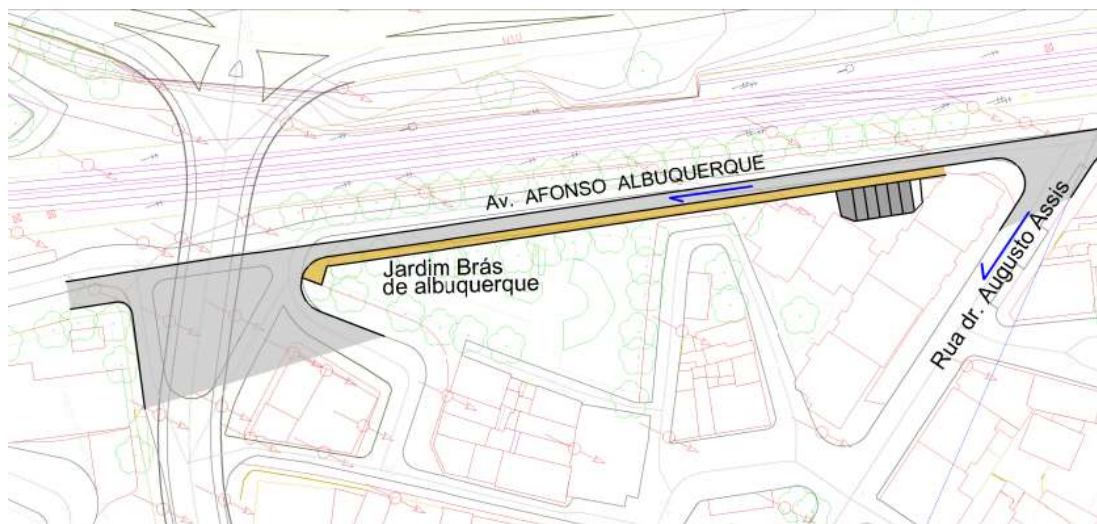 Av. AFONSO ALBUQUERQUE
Jardim Brás
de albuquerque
Rua dr. Augusto Assis